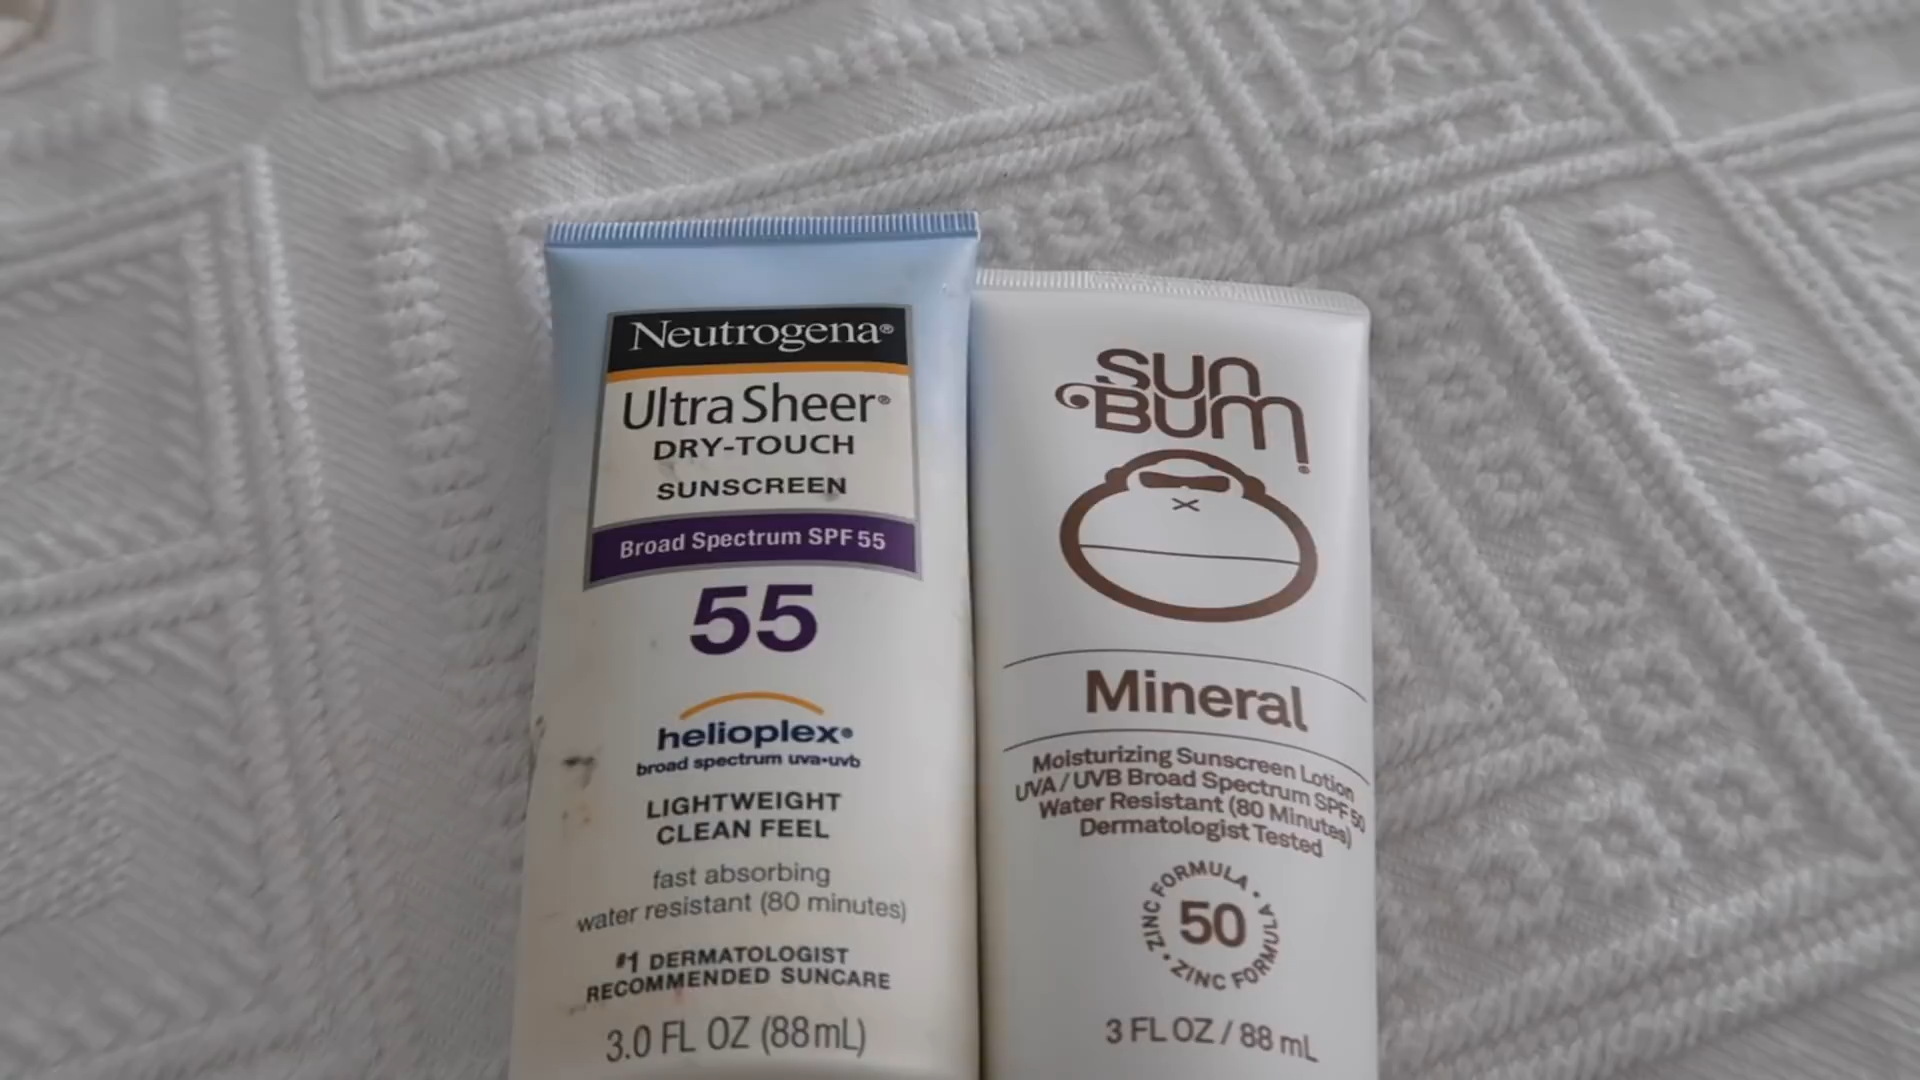 Neutrogena®
Ultra Sheer®
DRY-TOUCH
SUNSCREEN
Broad Spectrum SPF 55
55
helioplex®
broad spectrum uva•uvb
LIGHTWEIGHT
CLEAN FEEL
fast absorbing
water resistant (80 minutes)
#1 DERMATOLOGIST
RECOMMENDED SUNCARE
3.0 FL OZ (88mL)
SUN
BUM®
Mineral
Moisturizing Sunscreen Lotion
UVA / UVB Broad Spectrum SPF 50
Water Resistant (80 Minutes)
Dermatologist Tested
ZINC FORMULA • ZINC FORMULA •
50
3 FL OZ / 88 mL